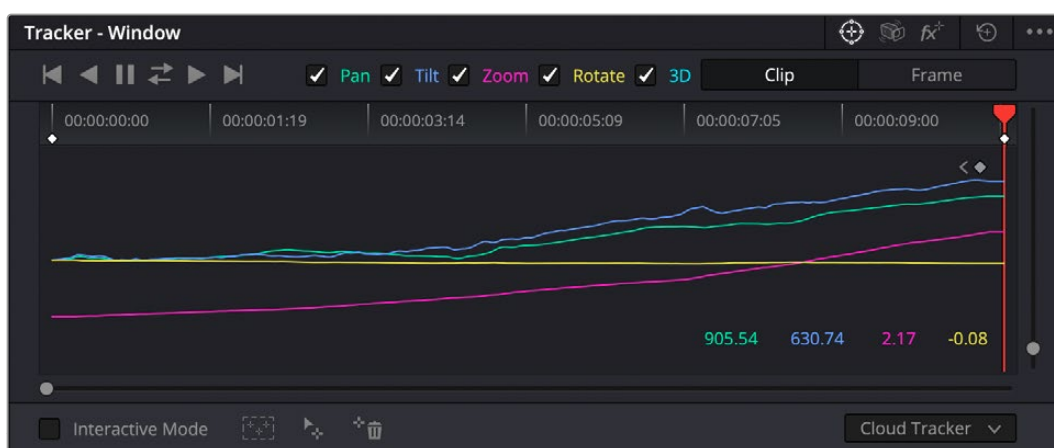 Tracker - Window
fx
Pan Tilt Zoom Rotate 3D Clip Frame
00:00:00:00 00:00:01:19 00:00:03:14 00:00:05:09 00:00:07:05 00:00:09:00
905.54 630.74 2.17 -0.08
Interactive Mode Cloud Tracker